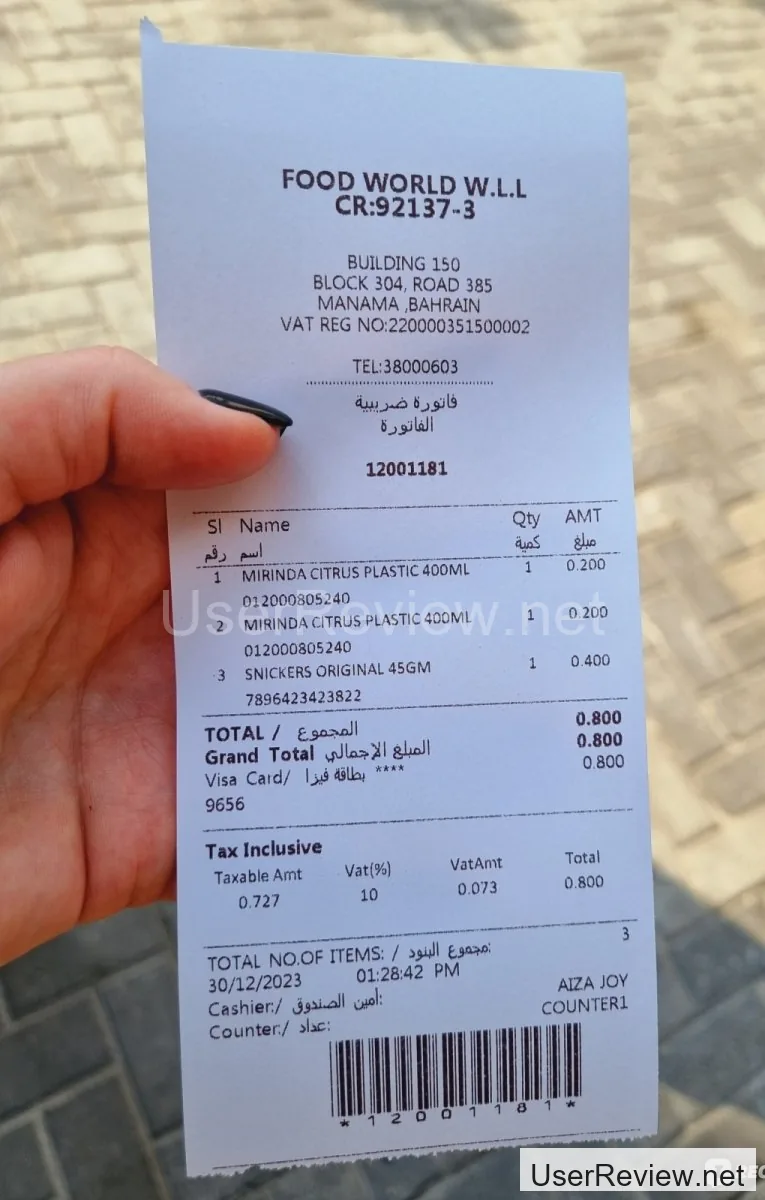 FOOD WORLD W.L.L
CR:92137-3
BUILDING 150
BLOCK 304, ROAD 385
MANAMA ,BAHRAIN
VAT REG NO:220000351500002
TEL:38000603
فاتورة ضريبية
الفاتورة
12001181
Sl Name Qty AMT
رقم اسم كمية مبلغ
1 MIRINDA CITRUS PLASTIC 400ML 1 0.200
012000805240
2 MIRINDA CITRUS PLASTIC 400ML 1 0.200
012000805240
3 SNICKERS ORIGINAL 45GM 1 0.400
7896423423822
TOTAL / المجموع 0.800
Grand Total المبلغ الإجمالي 0.800
Visa Card/ بطاقة فيزا **** 0.800
9656
Tax Inclusive
Taxable Amt Vat(%) VatAmt Total
0.727 10 0.073 0.800
TOTAL NO.OF ITEMS: / مجموع البنود: 3
30/12/2023 01:28:42 PM
Cashier:/ أمين الصندوق: AIZA JOY
Counter:/ عداد: COUNTER1
*12001181*
UserReview.net
UserReview.net